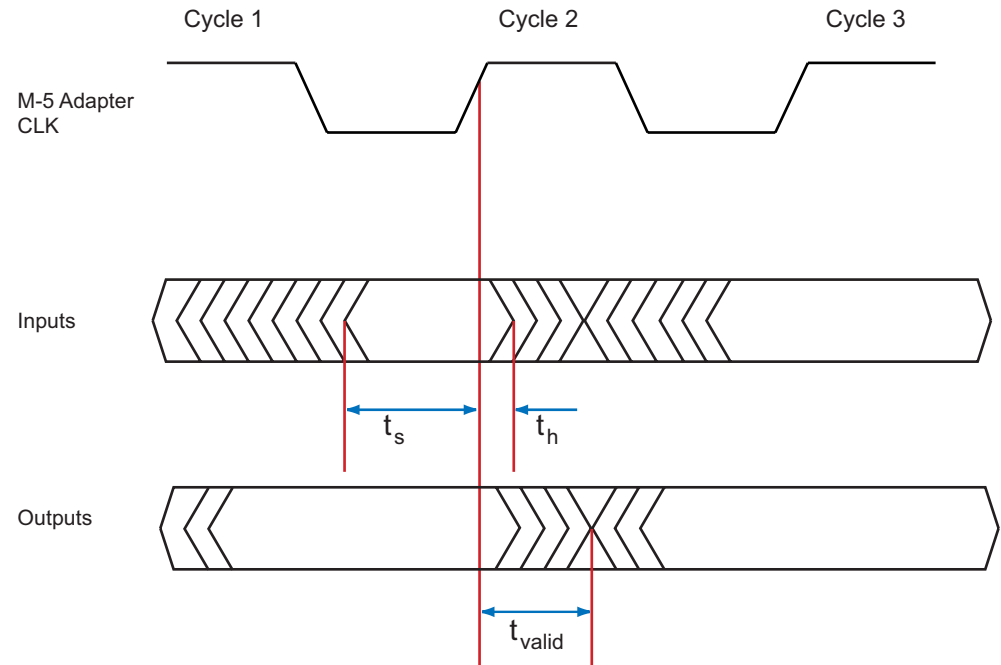 Cycle 1 Cycle 2 Cycle 3
M-5 Adapter
CLK
Inputs
ts th
Outputs
tvalid